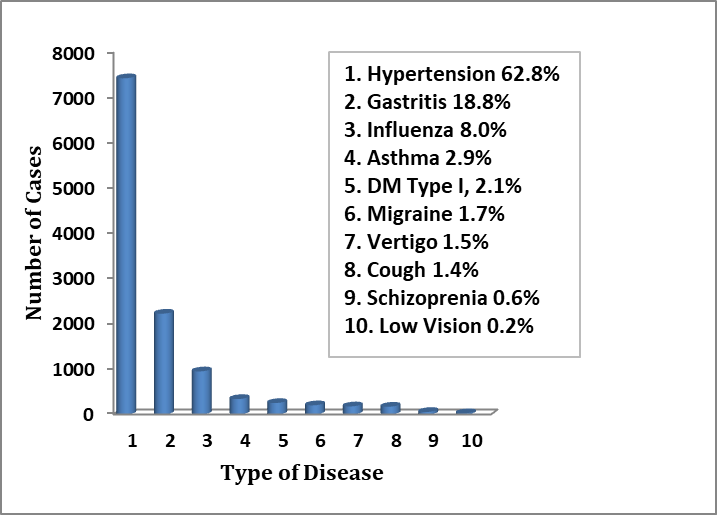 8000
7000
6000
5000
4000
3000
2000
1000
0
Number of Cases
1. Hypertension 62.8%
2. Gastritis 18.8%
3. Influenza 8.0%
4. Asthma 2.9%
5. DM Type I, 2.1%
6. Migraine 1.7%
7. Vertigo 1.5%
8. Cough 1.4%
9. Schizoprenia 0.6%
10. Low Vision 0.2%
1 2 3 4 5 6 7 8 9 10
Type of Disease